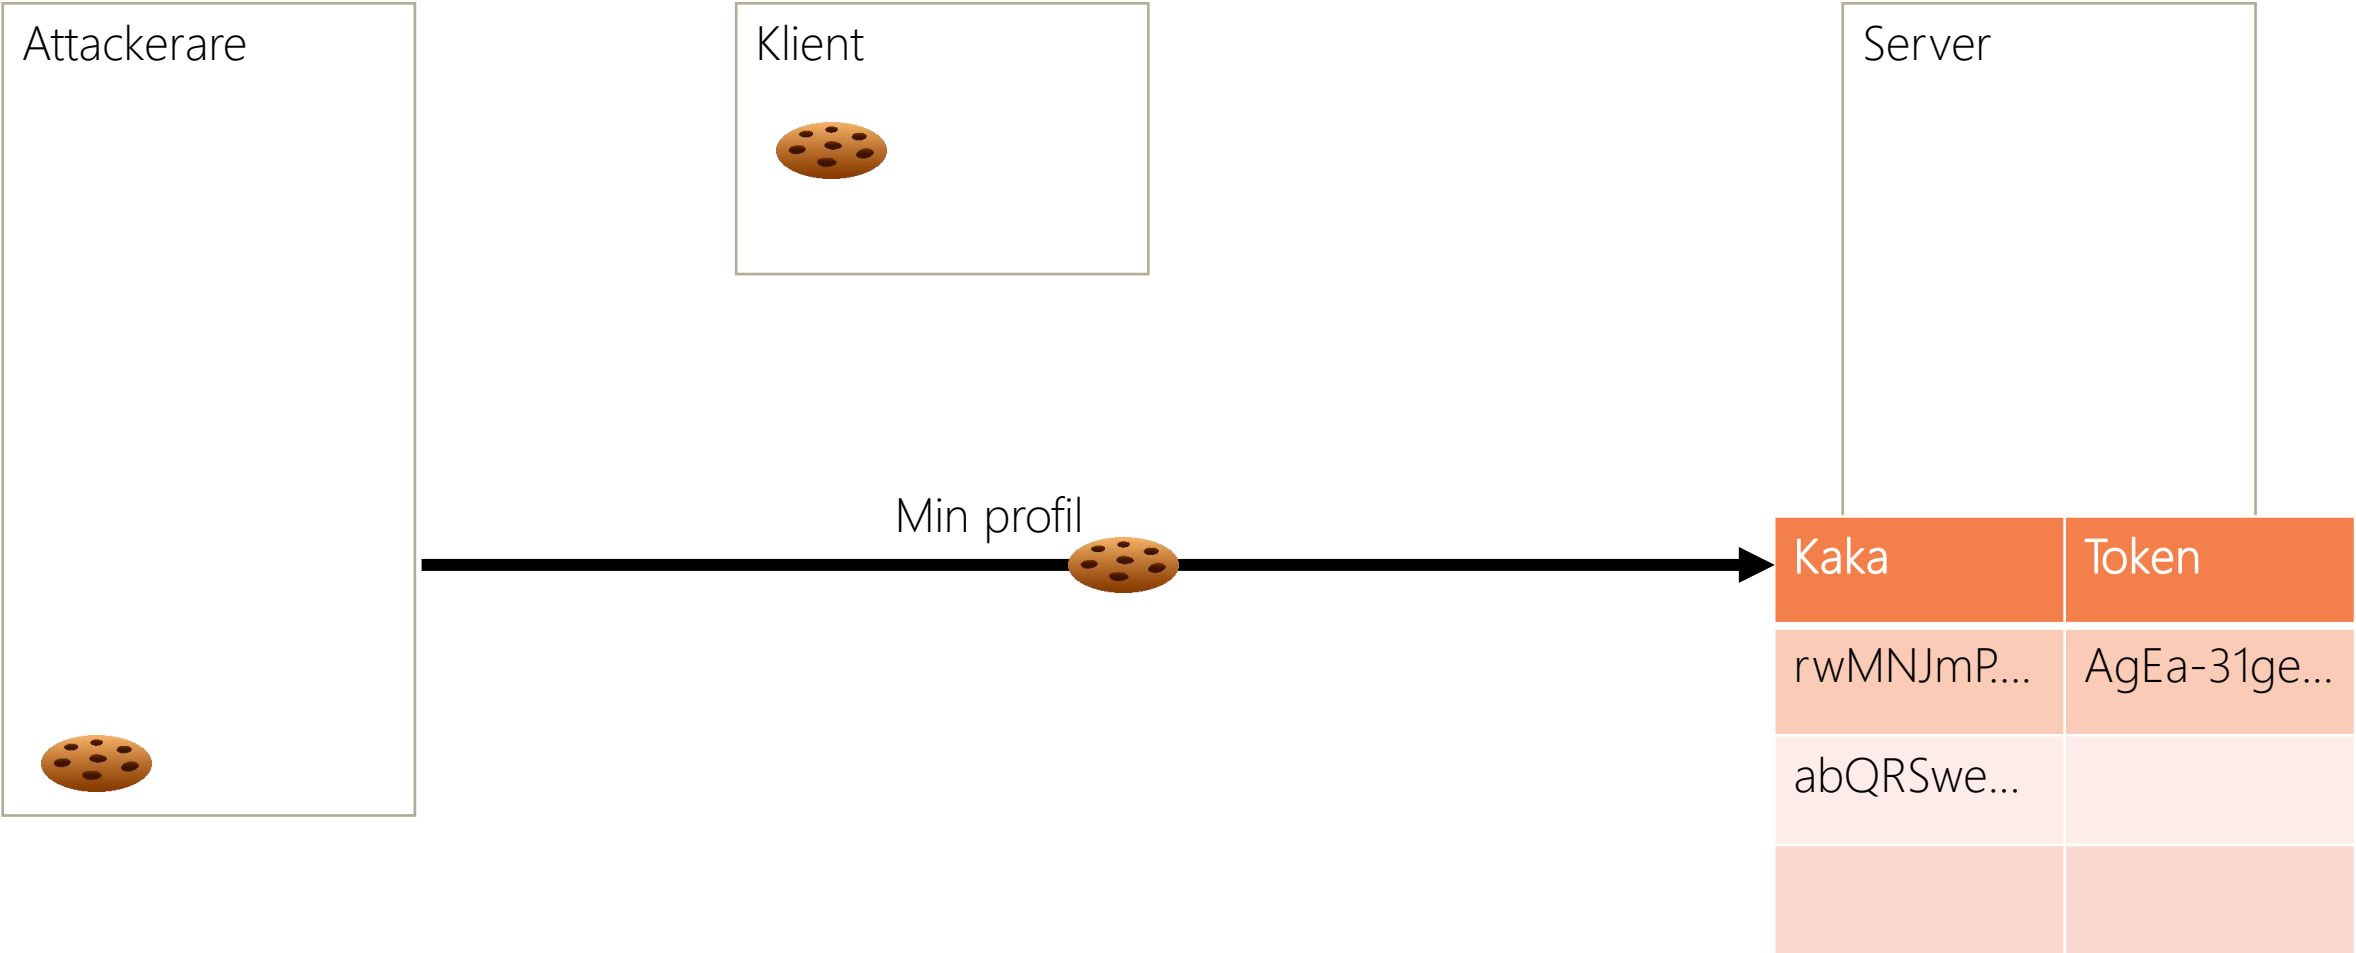 Attackerare
Klient
Server
Min profil
Kaka Token
rwMNJmP.... AgEa-31ge...
abQRSwe...